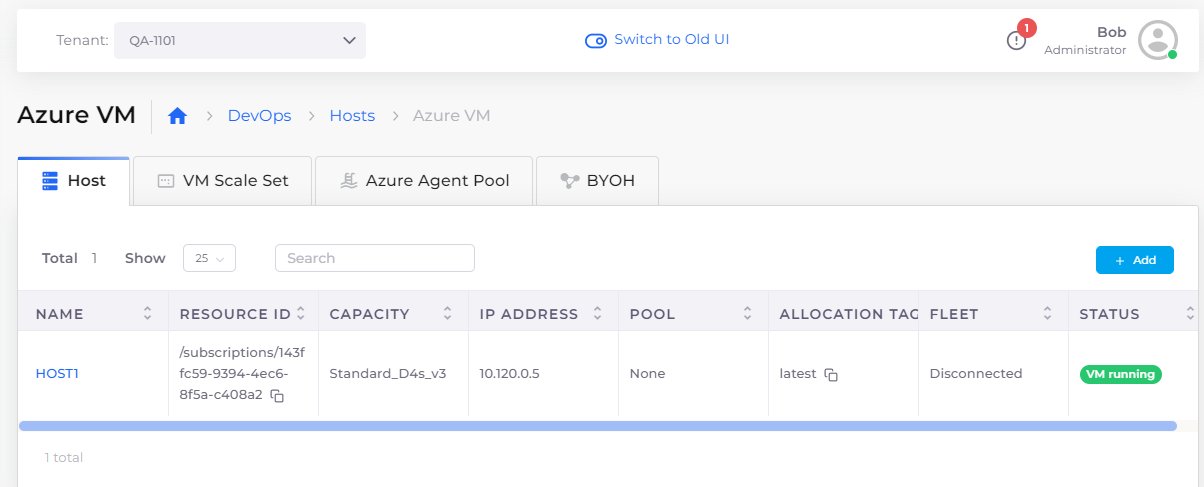 Tenant: QA-1101 Switch to Old UI 1 Bob
Administrator
Azure VM DevOps Hosts Azure VM
Host VM Scale Set Azure Agent Pool BYOH
Total 1 Show 25 Search + Add
NAME RESOURCE ID CAPACITY IP ADDRESS POOL ALLOCATION TAG FLEET STATUS
/subscriptions/143f
HOST1 fc59-9394-4ec6- Standard_D4s_v3 10.120.0.5 None latest Disconnected VM running
8f5a-c408a2
1 total